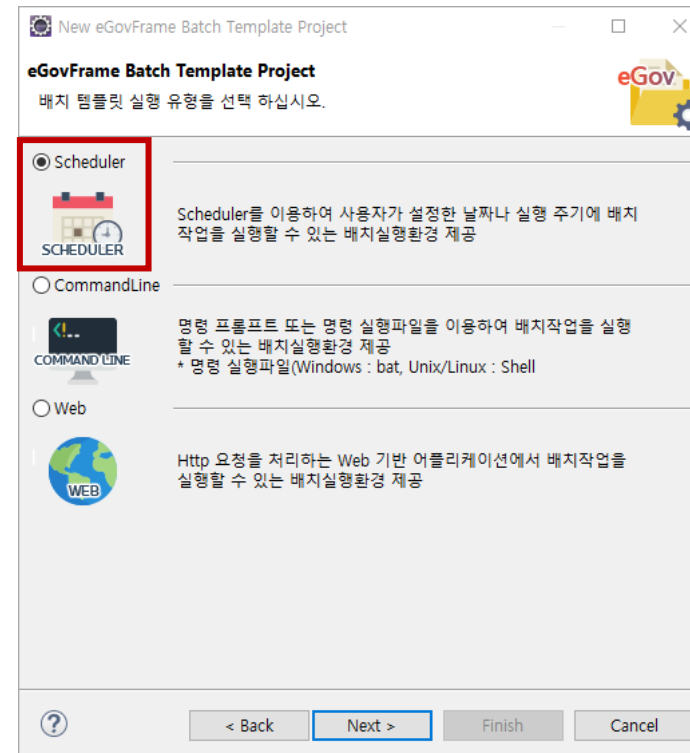 New eGovFrame Batch Template Project
eGovFrame Batch Template Project
배치 템플릿 실행 유형을 선택 하십시오.
eGov
Scheduler
SCHEDULER
Scheduler를 이용하여 사용자가 설정한 날짜나 실행 주기에 배치
작업을 실행할 수 있는 배치실행환경 제공
CommandLine
COMMAND LINE
명령 프롬프트 또는 명령 실행파일을 이용하여 배치작업을 실행
할 수 있는 배치실행환경 제공
* 명령 실행파일(Windows : bat, Unix/Linux : Shell
Web
WEB
Http 요청을 처리하는 Web 기반 어플리케이션에서 배치작업을
실행할 수 있는 배치실행환경 제공
?
< Back
Next >
Finish
Cancel